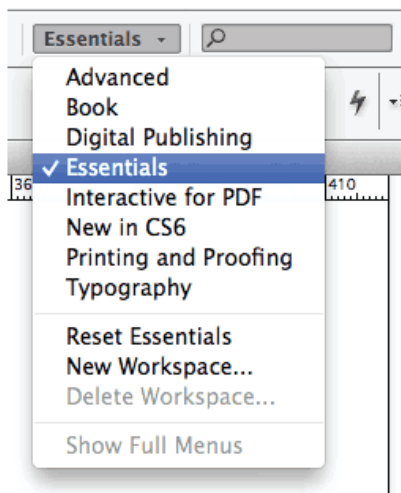 Essentials
Advanced
Book
Digital Publishing
Essentials
36
410
Interactive for PDF
New in CS6
Printing and Proofing
Typography
Reset Essentials
New Workspace...
Delete Workspace...
Show Full Menus